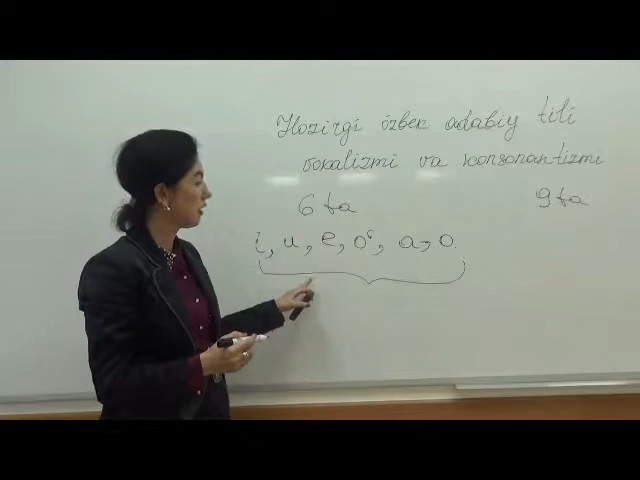 Hozirgi özbek adabiy tili
vokalizmi va konsonantizmi
6 ta 9 ta
i, u, e, o‘, a, o.